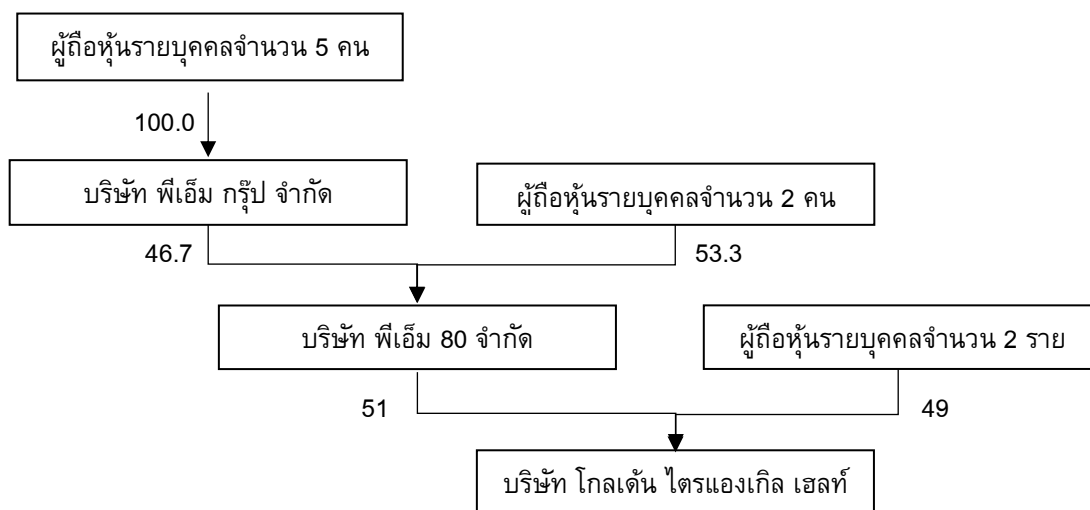 ผู้ถือหุ้นรายบุคคลจำนวน 5 คน
100.0
บริษัท พีเอ็ม กรุ๊ป จำกัด
ผู้ถือหุ้นรายบุคคลจำนวน 2 คน
46.7
53.3
บริษัท พีเอ็ม 80 จำกัด
ผู้ถือหุ้นรายบุคคลจำนวน 2 ราย
51
49
บริษัท โกลเด้น ไตรแองเกิล เฮลท์